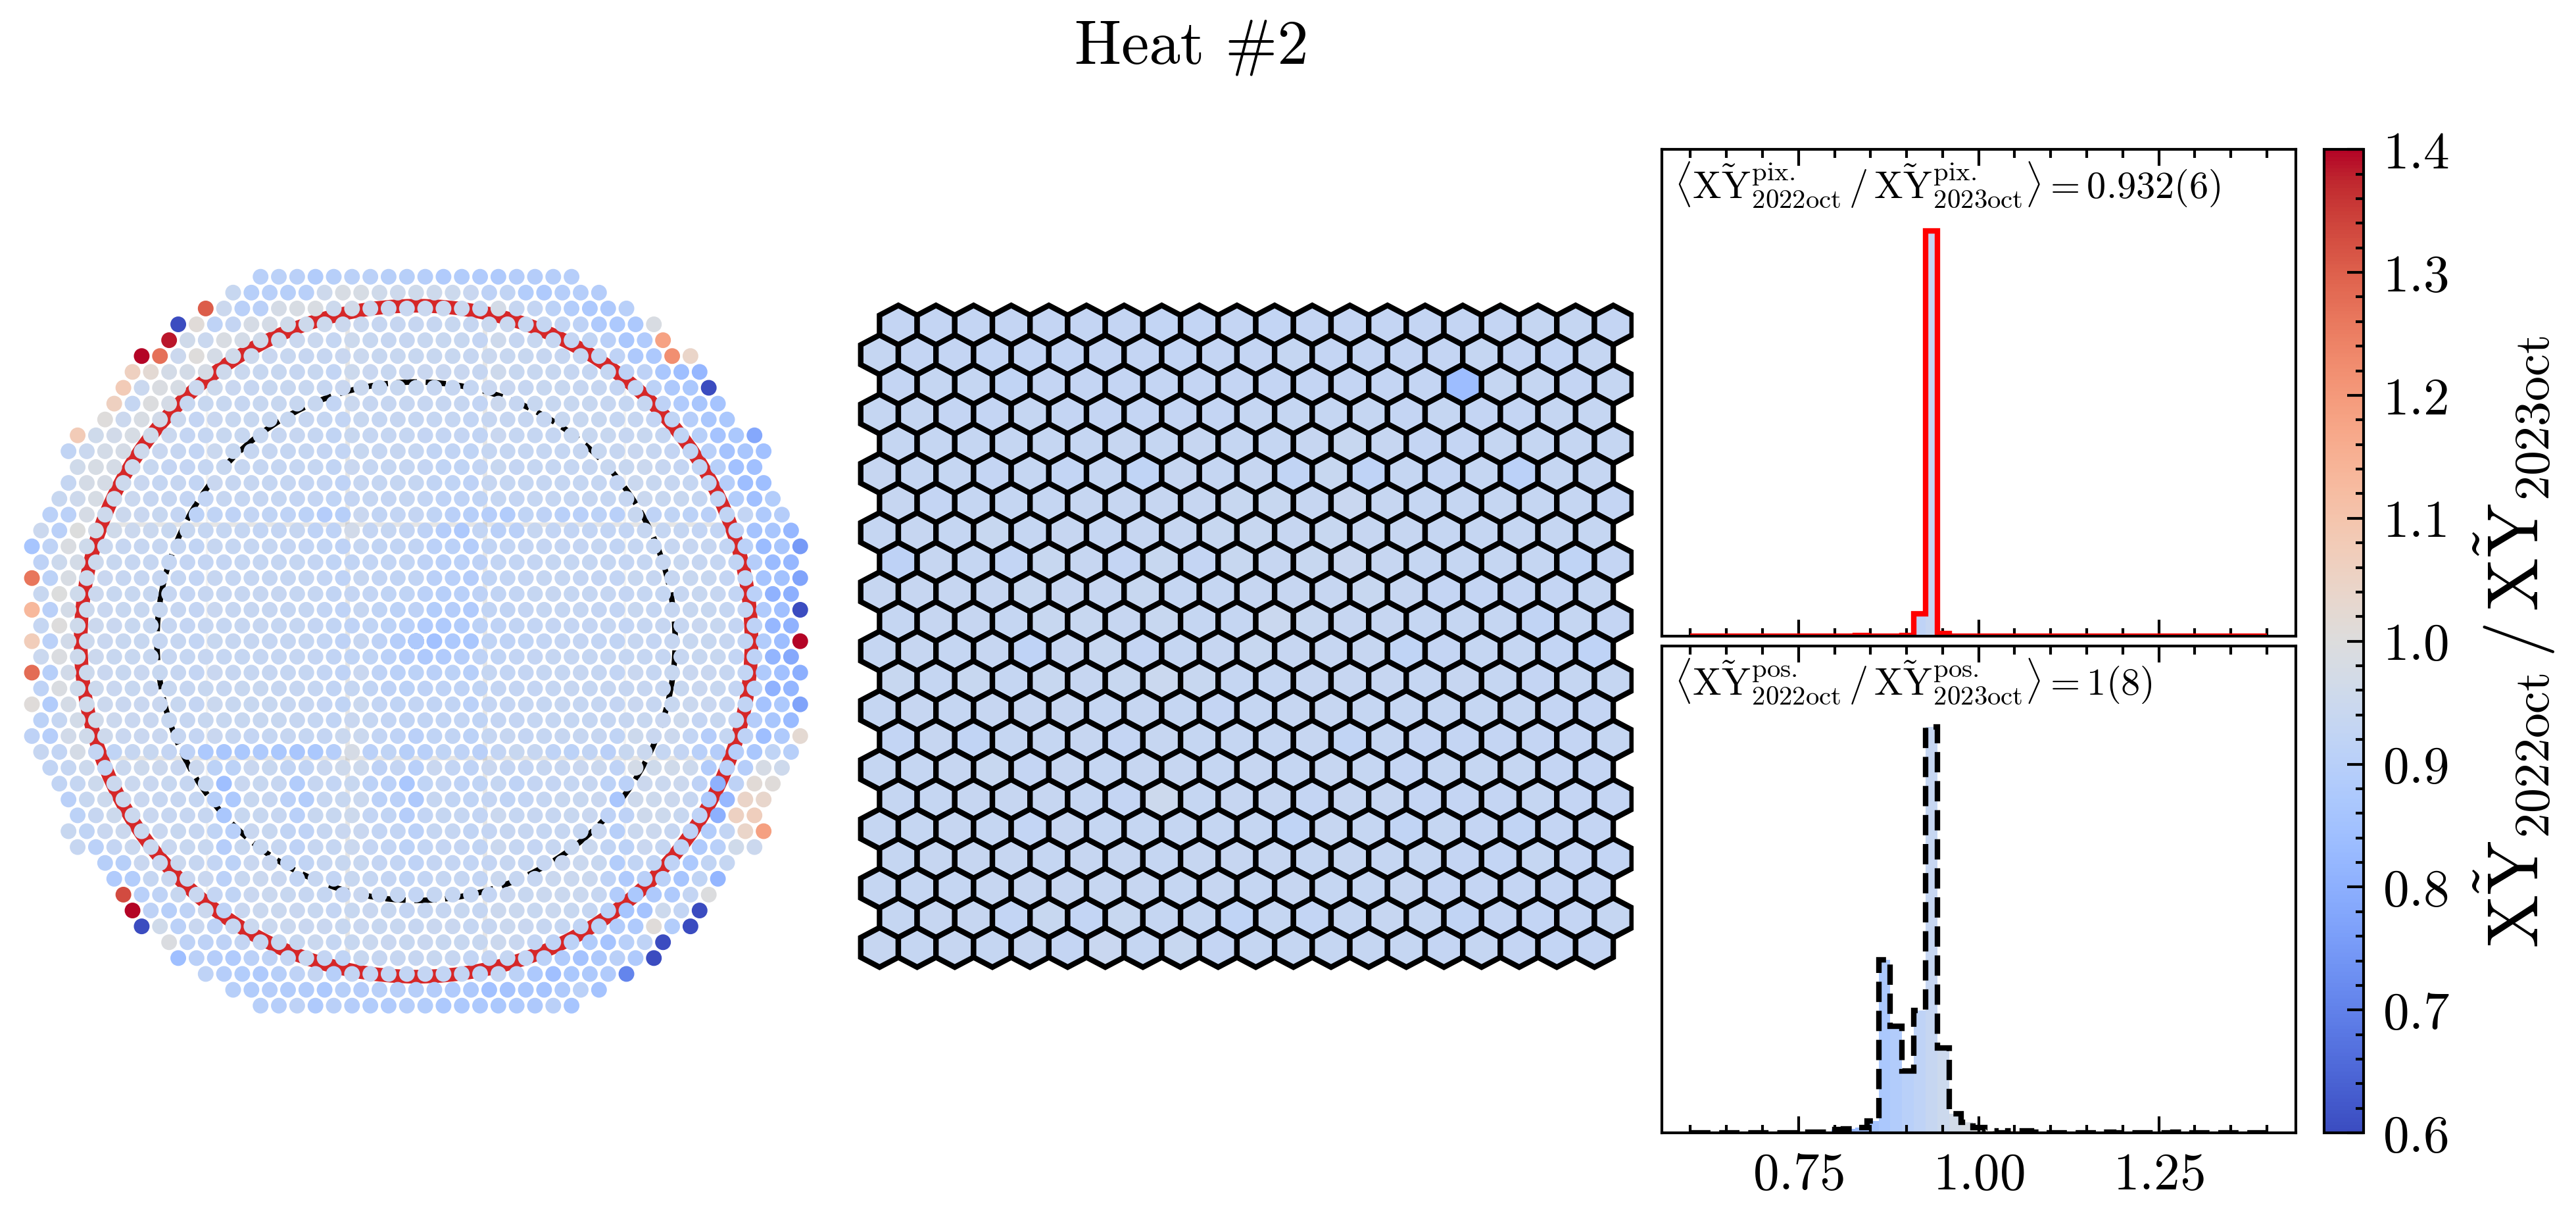 Heat #2
⟨XỸ^pix._2022oct / XỸ^pix._2023oct⟩ = 0.932(6)
⟨XỸ^pos._2022oct / XỸ^pos._2023oct⟩ = 1(8)
0.75 1.00 1.25
1.4
1.3
1.2
1.1
1.0
0.9
0.8
0.7
0.6
XỸ_2022oct / XỸ_2023oct